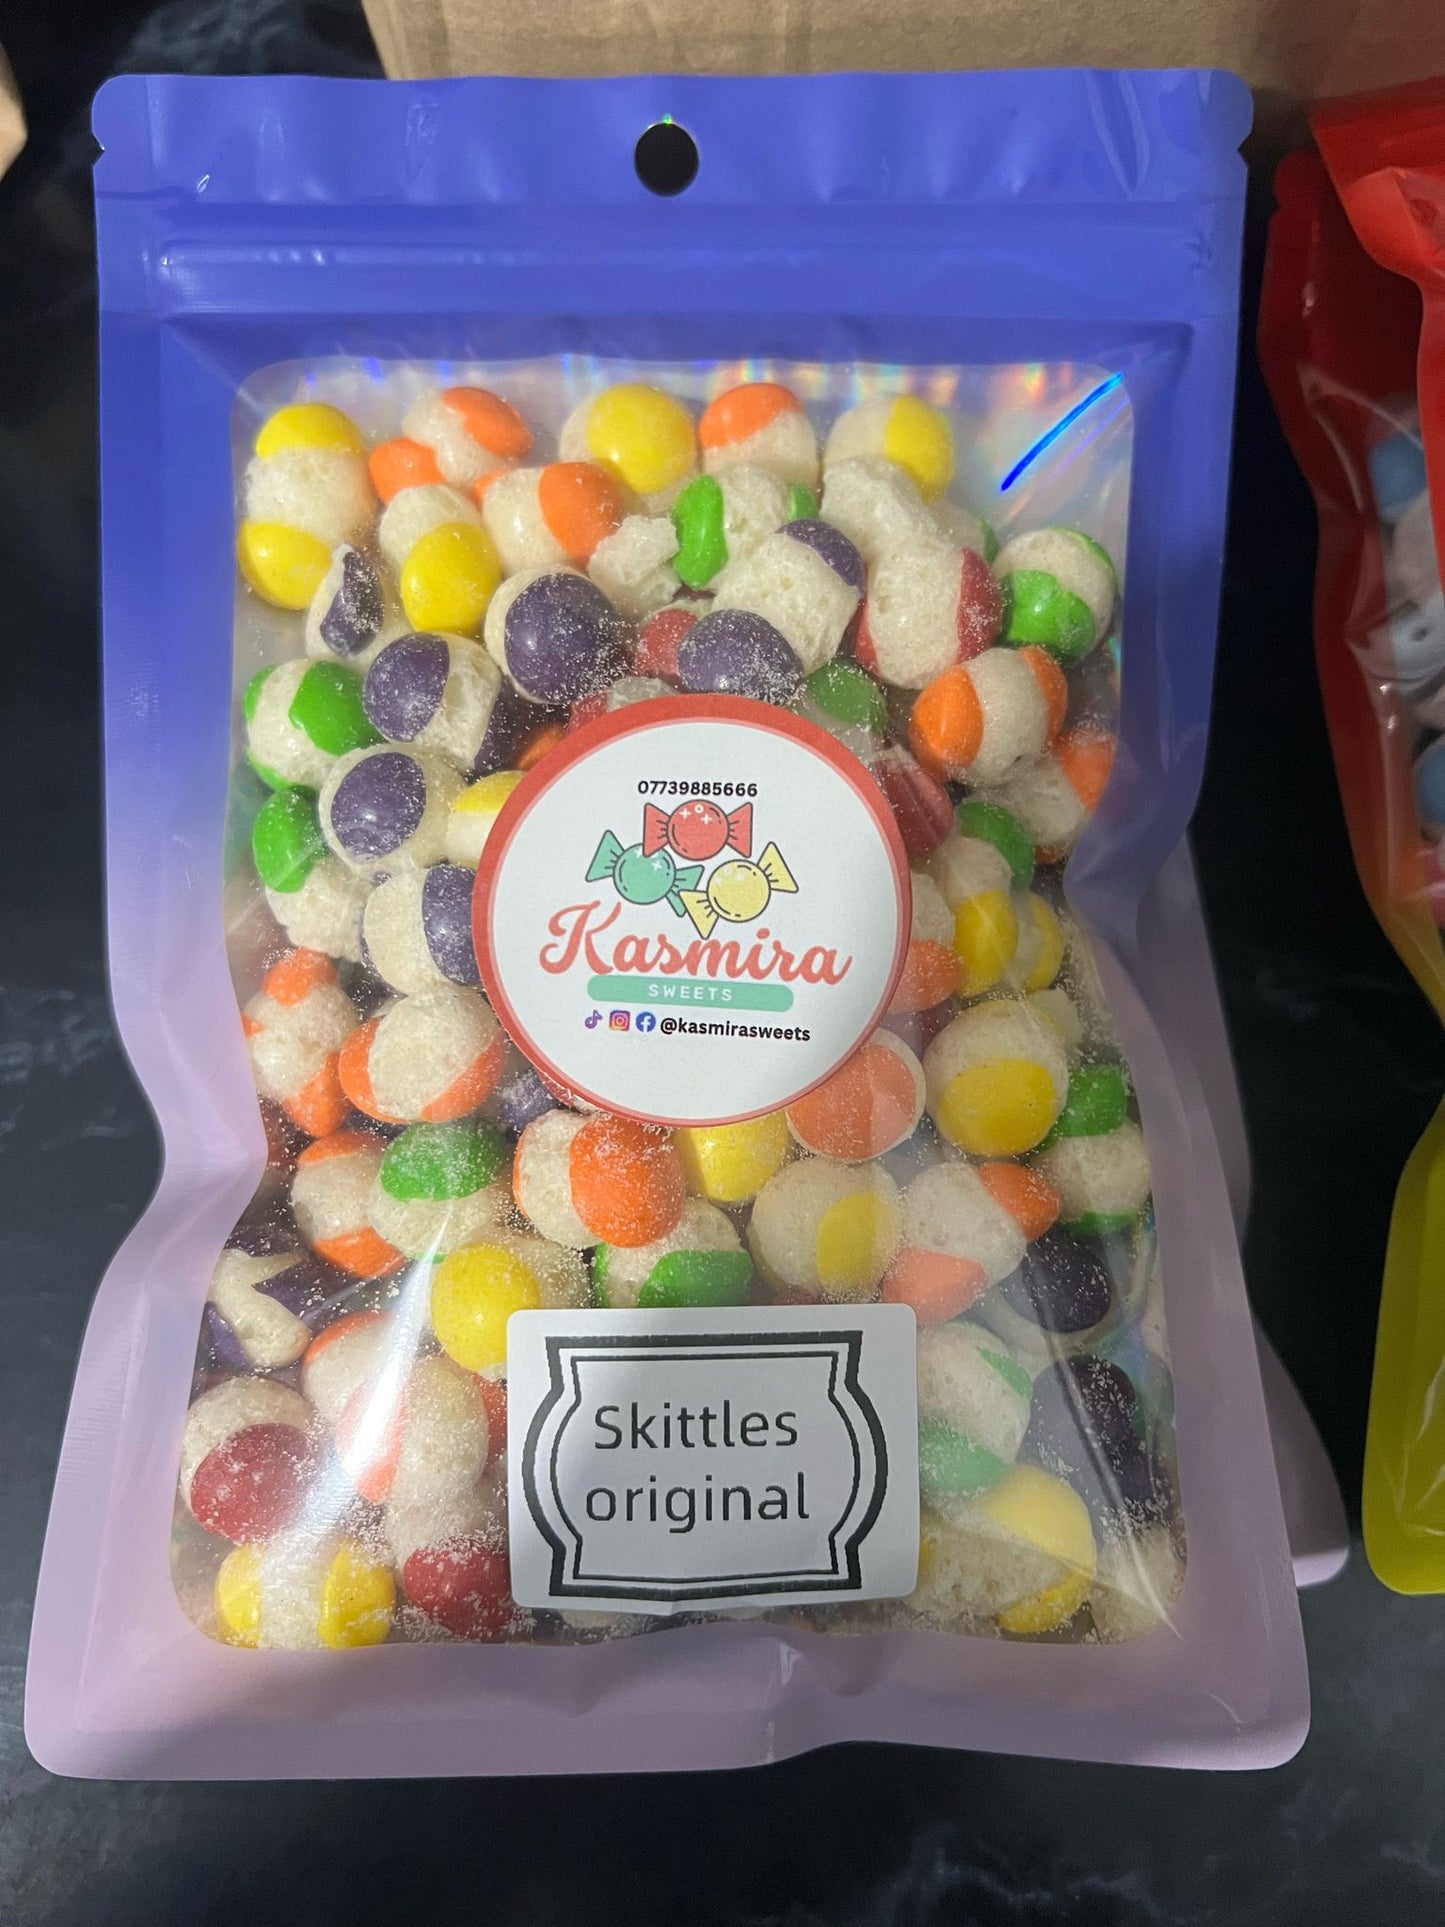 07739885666
Kasmira
SWEETS
@kasmirasweets
Skittles
original